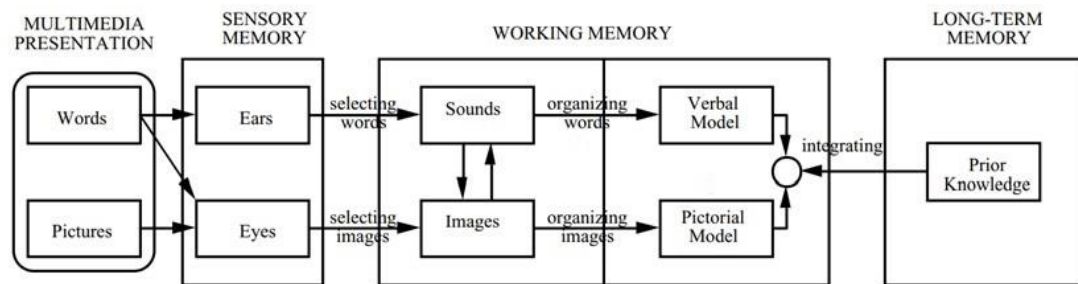 MULTIMEDIA
PRESENTATION
SENSORY
MEMORY
WORKING MEMORY
LONG-TERM
MEMORY
Words
Ears
selecting
words
Sounds
organizing
words
Verbal
Model
integrating
Prior
Knowledge
Pictures
Eyes
selecting
images
Images
organizing
images
Pictorial
Model